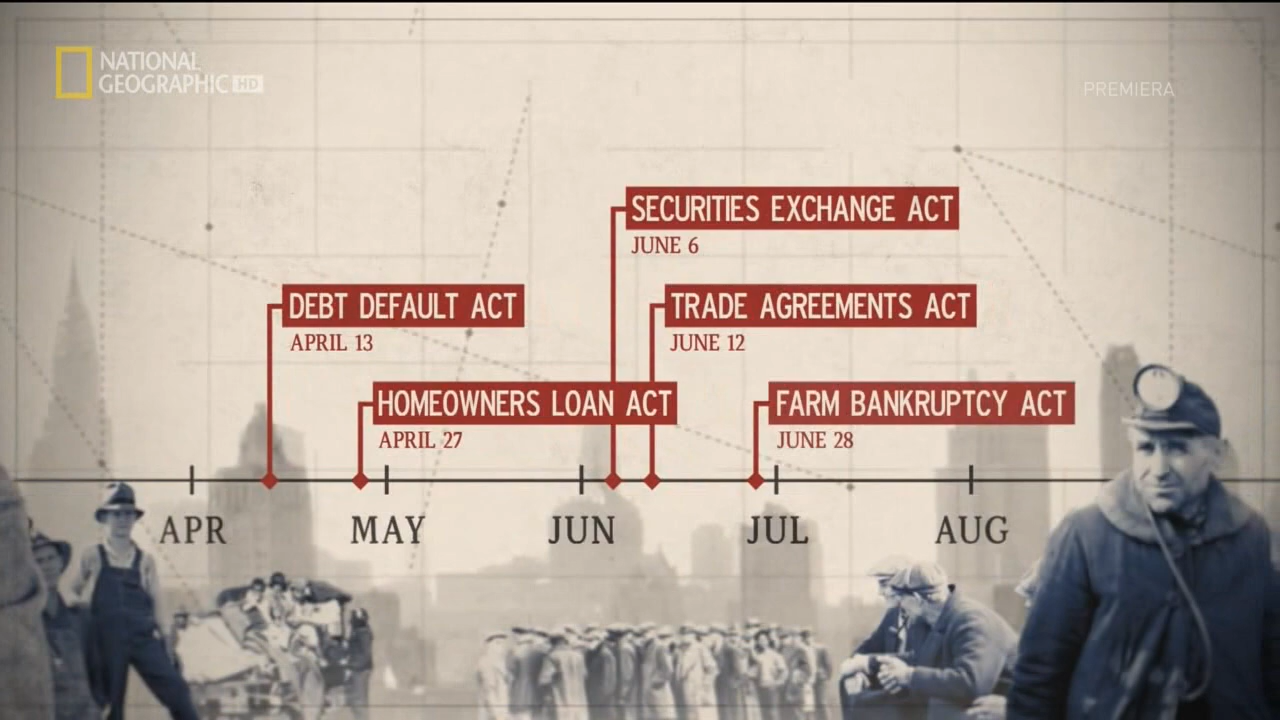 NATIONAL
GEOGRAPHIC HD
PREMIERA
SECURITIES EXCHANGE ACT
JUNE 6
DEBT DEFAULT ACT
APRIL 13
TRADE AGREEMENTS ACT
JUNE 12
HOMEOWNERS LOAN ACT
APRIL 27
FARM BANKRUPTCY ACT
JUNE 28
APR
MAY
JUN
JUL
AUG